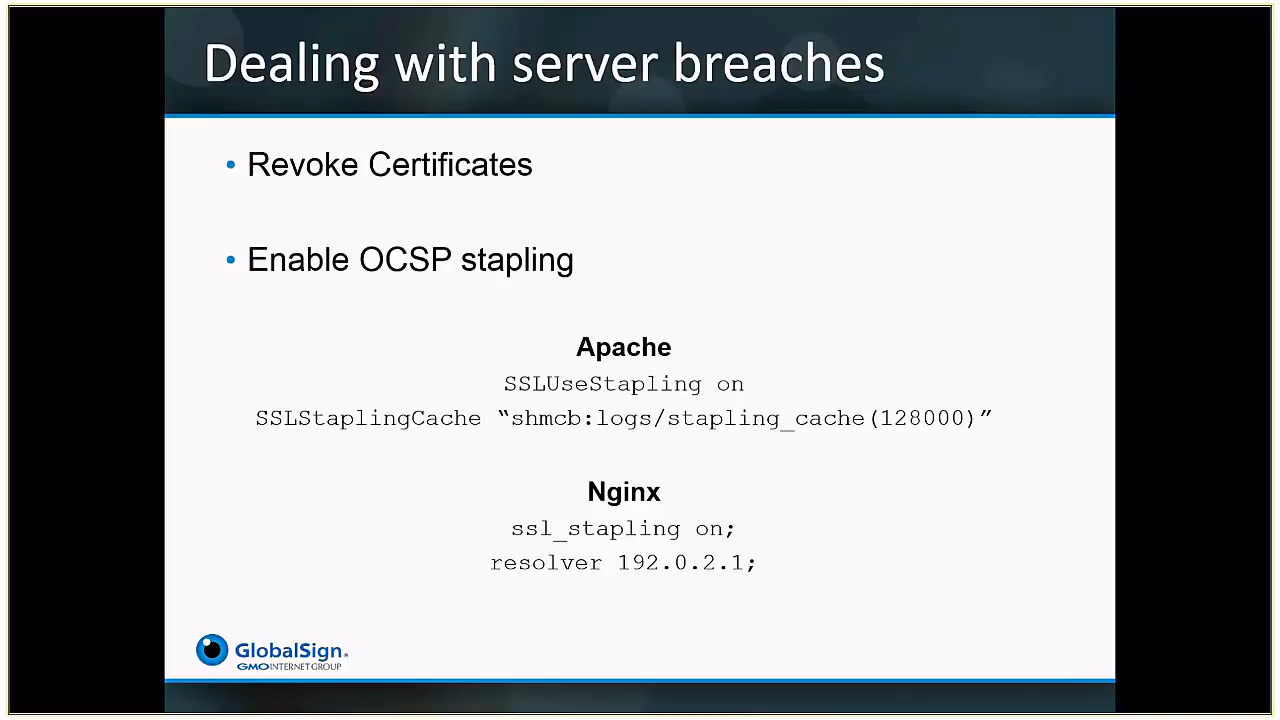 Dealing with server breaches
• Revoke Certificates
• Enable OCSP stapling
Apache
SSLUseStapling on
SSLStaplingCache “shmcb:logs/stapling_cache(128000)”
Nginx
ssl_stapling on;
resolver 192.0.2.1;
GlobalSign
GMO INTERNET GROUP